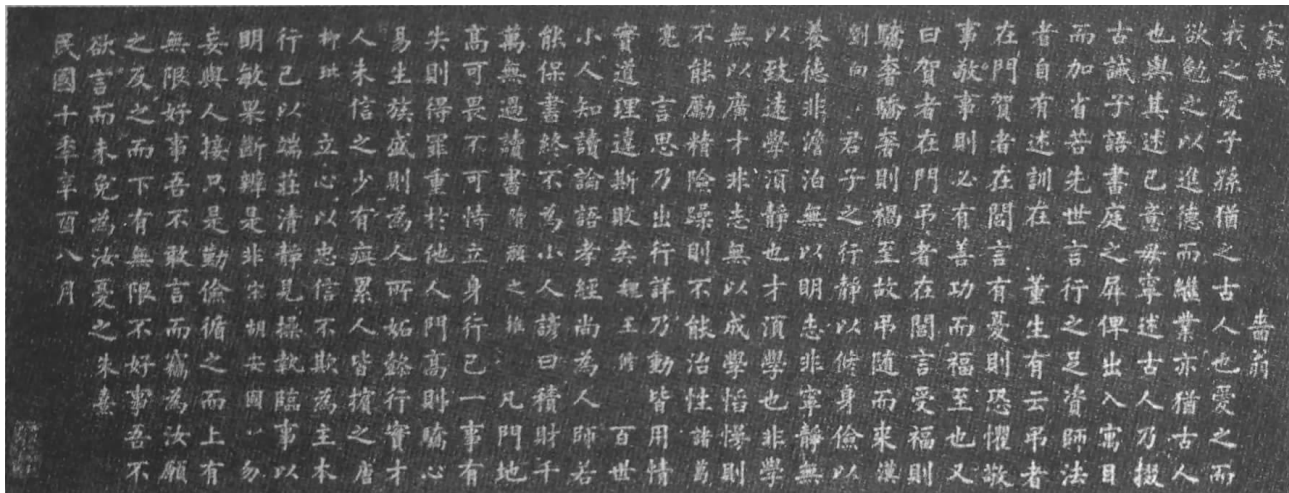 家誡 嗇翁
我之愛子孫猶之古人也愛之而
欲勉之以進德而繼業亦猶古人
也與其述己意毋寧述古人乃掇
古誡子語書庭之屏俾出入寓目
而加省若先世言行之足資師法
者自有述訓在 董生有云弔者
在門賀者在閭言有憂則恐懼敬
事敬事則必有善功而福至也又
曰賀者在門弔者在閭言受福則
驕奢驕奢則禍至故弔隨而來漢
劉向 君子之行靜以修身儉以
養德非澹泊無以明志非寧靜無
以致遠學須靜也才須學也非學
無以廣才非志無以成學慆慢則
不能勵精險躁則不能治性諸葛
亮 言思乃出行詳乃動皆用情
實道理違斯敗矣魏王脩 百世
小人知讀論語孝經尚為人師若
能保書終不為小人諺曰積財千
萬無過讀書隋顏之推 凡門地
高可畏不可恃立身行己一事有
失則得罪重於他人門高則驕心
易生族盛則為人所妬懿行實才
人未信之少有疵累人皆摭之唐
柳玭 立心以忠信不欺為主本
行己以端莊清靜見操執臨事以
明敏果斷辨是非宋胡安國 勿
妄與人接只是勤儉循之而上有
無限好事吾不敢言而竊為汝願
之反之而下有無限不好事吾不
欲言而未免為汝憂之朱熹
民國十秊辛酉八月